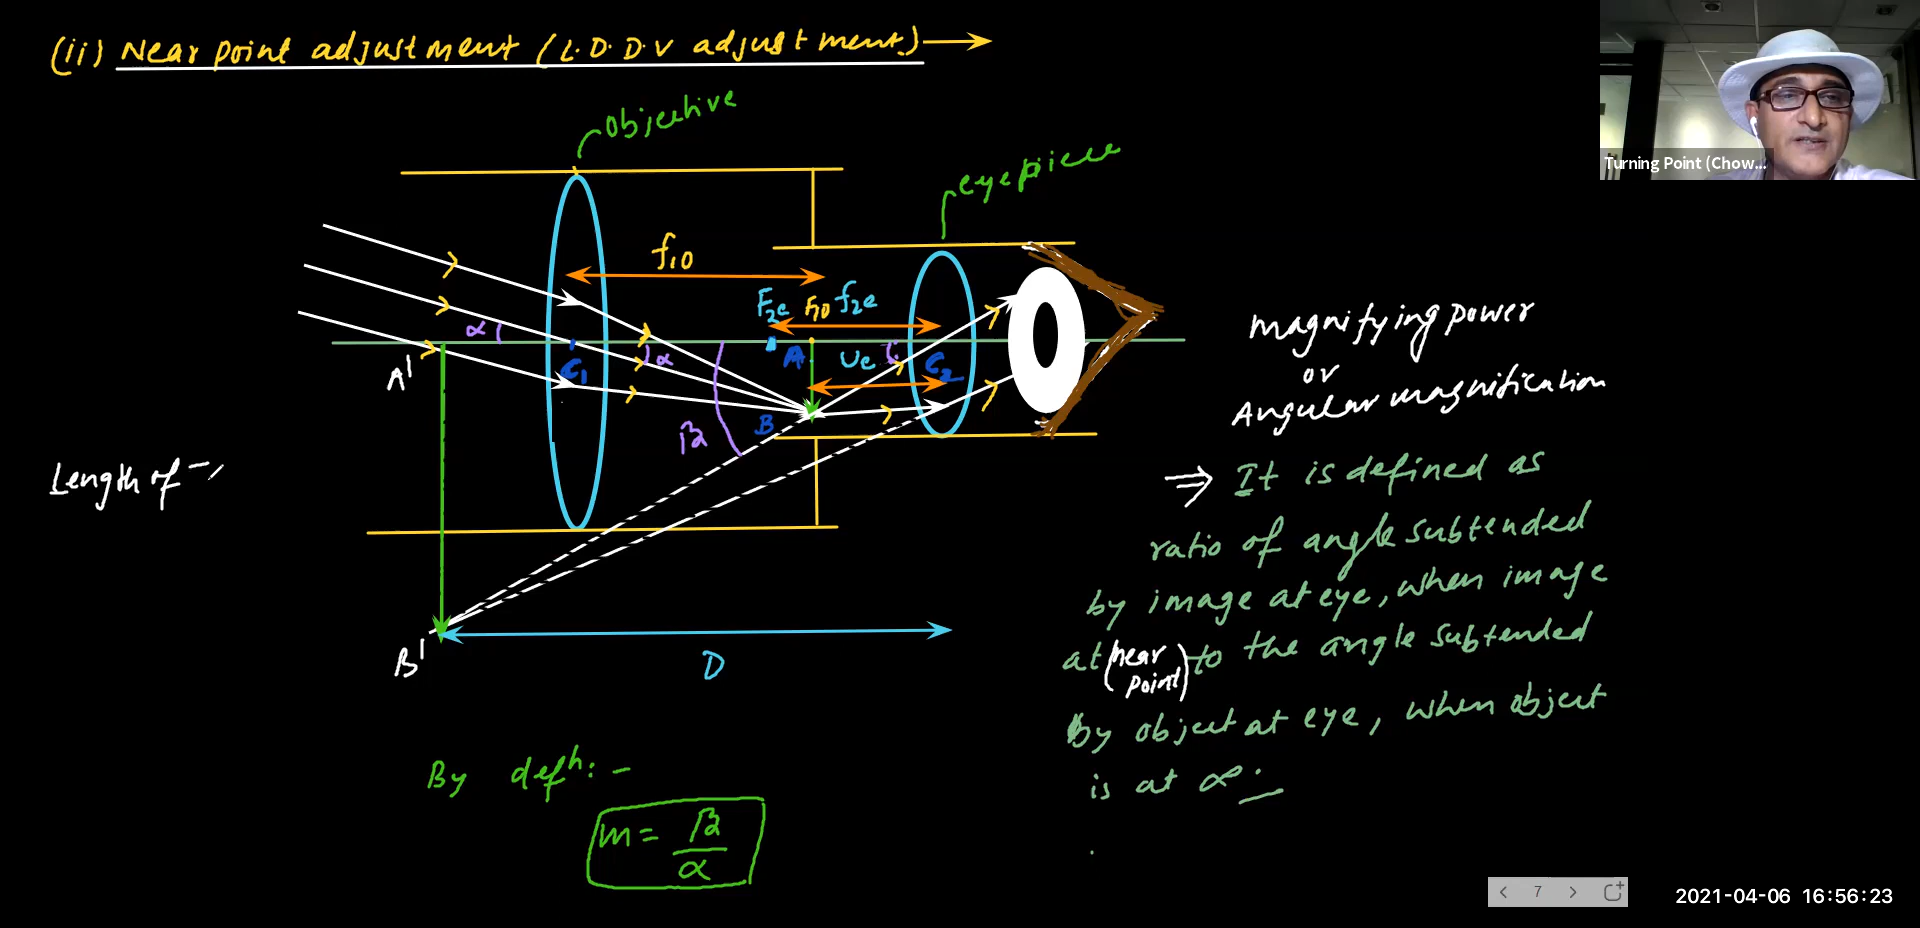 (ii) Near point adjustment (L.D.D.V adjustment.)
Objective
eyepiece
Turning Point (Chow...
f10
F2e F10 f2e
α
α
A'
C1
A
Ue
C2
B
β
Length of
B'
D
magnifying power
or
Angular magnification
⇒ It is defined as
ratio of angle subtended
by image at eye, when image
at (near point) to the angle subtended
By object at eye, when object
is at ∞.
By defn: -
m = β/α
7
2021-04-06 16:56:23